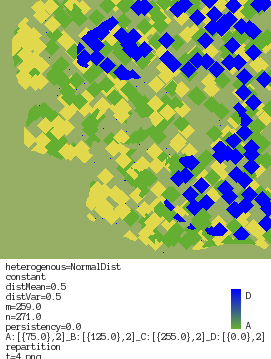 heterogenous=NormalDist
constant
distMean=0.5
distVar=0.5
m=259.0
n=271.0
persistency=0.0
A:[{75.0},2]_B:[{125.0},2]_C:[{255.0},2]_D:[{0.0},2]
repartition
t=4.png
D
A